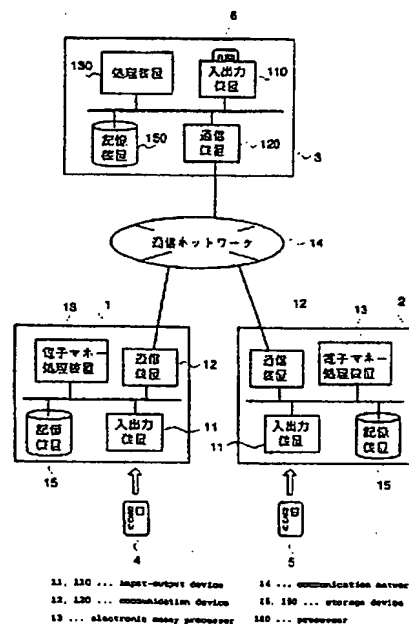 6
130
処理装置
入出力装置
110
記憶装置
150
通信装置
120
3
通信ネットワーク
14
13
1
電子マネー処理装置
通信装置
12
記憶装置
15
入出力装置
11
4
12
13
2
通信装置
電子マネー処理装置
11
入出力装置
記憶装置
15
5
11, 110 ... input-output device
12, 120 ... communication device
13 ... electronic money processor
14 ... communication networ
15, 150 ... storage device
... processor